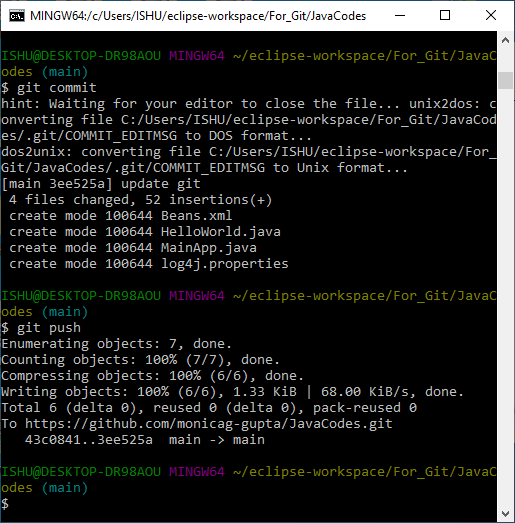 MINGW64:/c/Users/ISHU/eclipse-workspace/For_Git/JavaCodes
ISHU@DESKTOP-DR98AOU MINGW64 ~/eclipse-workspace/For_Git/JavaC
odes (main)
$ git commit
hint: Waiting for your editor to close the file... unix2dos: c
onverting file C:/Users/ISHU/eclipse-workspace/For_Git/JavaCod
es/.git/COMMIT_EDITMSG to DOS format...
dos2unix: converting file C:/Users/ISHU/eclipse-workspace/For_
Git/JavaCodes/.git/COMMIT_EDITMSG to Unix format...
[main 3ee525a] update git
 4 files changed, 52 insertions(+)
 create mode 100644 Beans.xml
 create mode 100644 HelloWorld.java
 create mode 100644 MainApp.java
 create mode 100644 log4j.properties
ISHU@DESKTOP-DR98AOU MINGW64 ~/eclipse-workspace/For_Git/JavaC
odes (main)
$ git push
Enumerating objects: 7, done.
Counting objects: 100% (7/7), done.
Compressing objects: 100% (6/6), done.
Writing objects: 100% (6/6), 1.33 KiB | 68.00 KiB/s, done.
Total 6 (delta 0), reused 0 (delta 0), pack-reused 0
To https://github.com/monicag-gupta/JavaCodes.git
   43c0841..3ee525a  main -> main
ISHU@DESKTOP-DR98AOU MINGW64 ~/eclipse-workspace/For_Git/JavaC
odes (main)
$